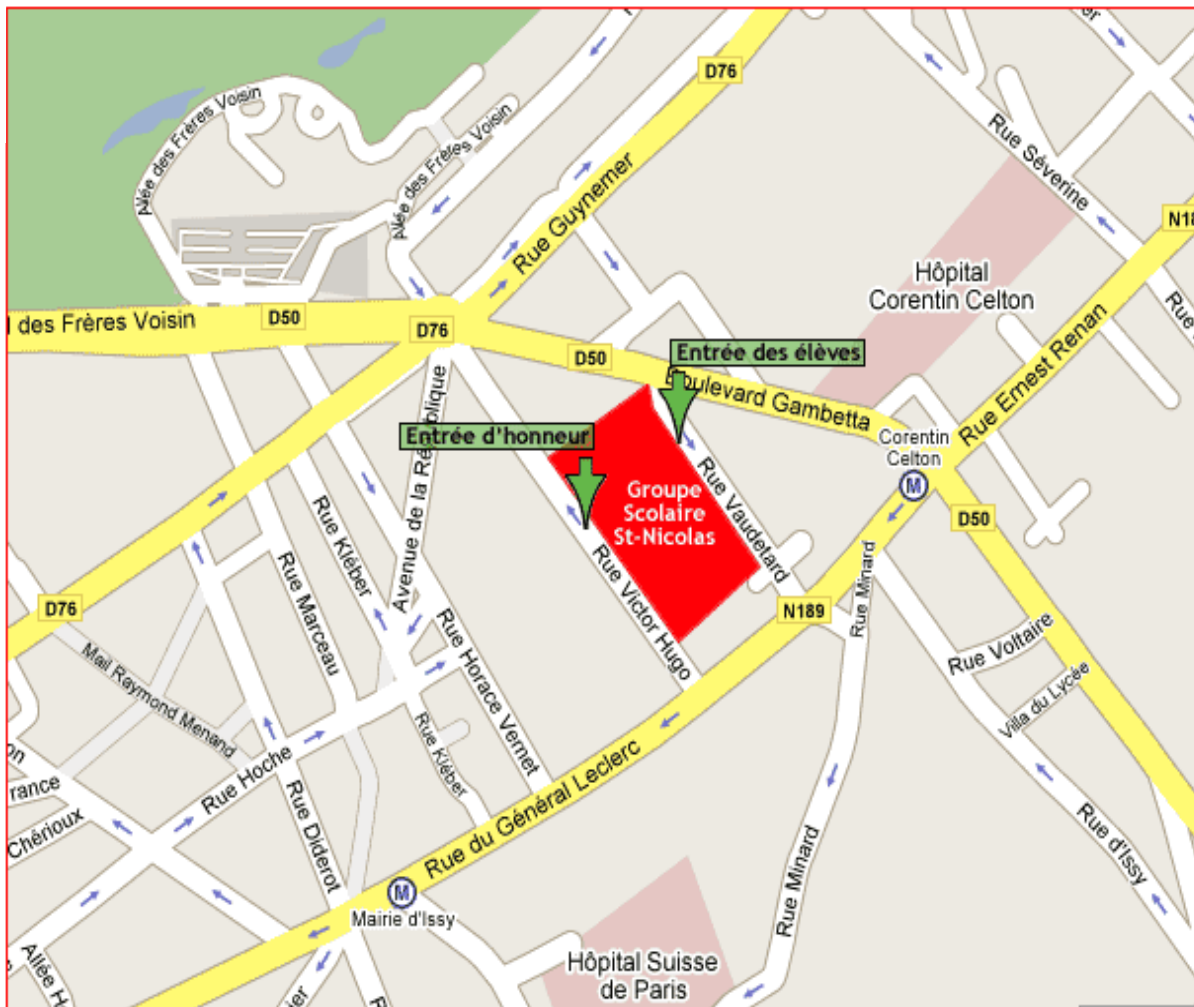 Allée des Frères Voisin
Allée des Frères Voisin
D76
Rue Guynemer
Rue Séverine
Hôpital
Corentin Celton
Rue Ernest Renan
l des Frères Voisin
D50
D76
D50
Entrée des élèves
Boulevard Gambetta
Entrée d'honneur
Avenue de la République
Corentin
Celton
M
D50
Groupe
Scolaire
St-Nicolas
Rue Vaudetard
Rue Victor Hugo
N189
Rue Minard
Rue Voltaire
Villa du Lycée
Rue d'Issy
D76
Mail Raymond Menand
Rue Marceau
Rue Kléber
Rue Horace Vernet
Rue Kléber
Rue Hoche
Rue Diderot
rance
Chérioux
Rue du Général Leclerc
M
Mairie d'Issy
Rue Minard
Hôpital Suisse
de Paris
Allée H